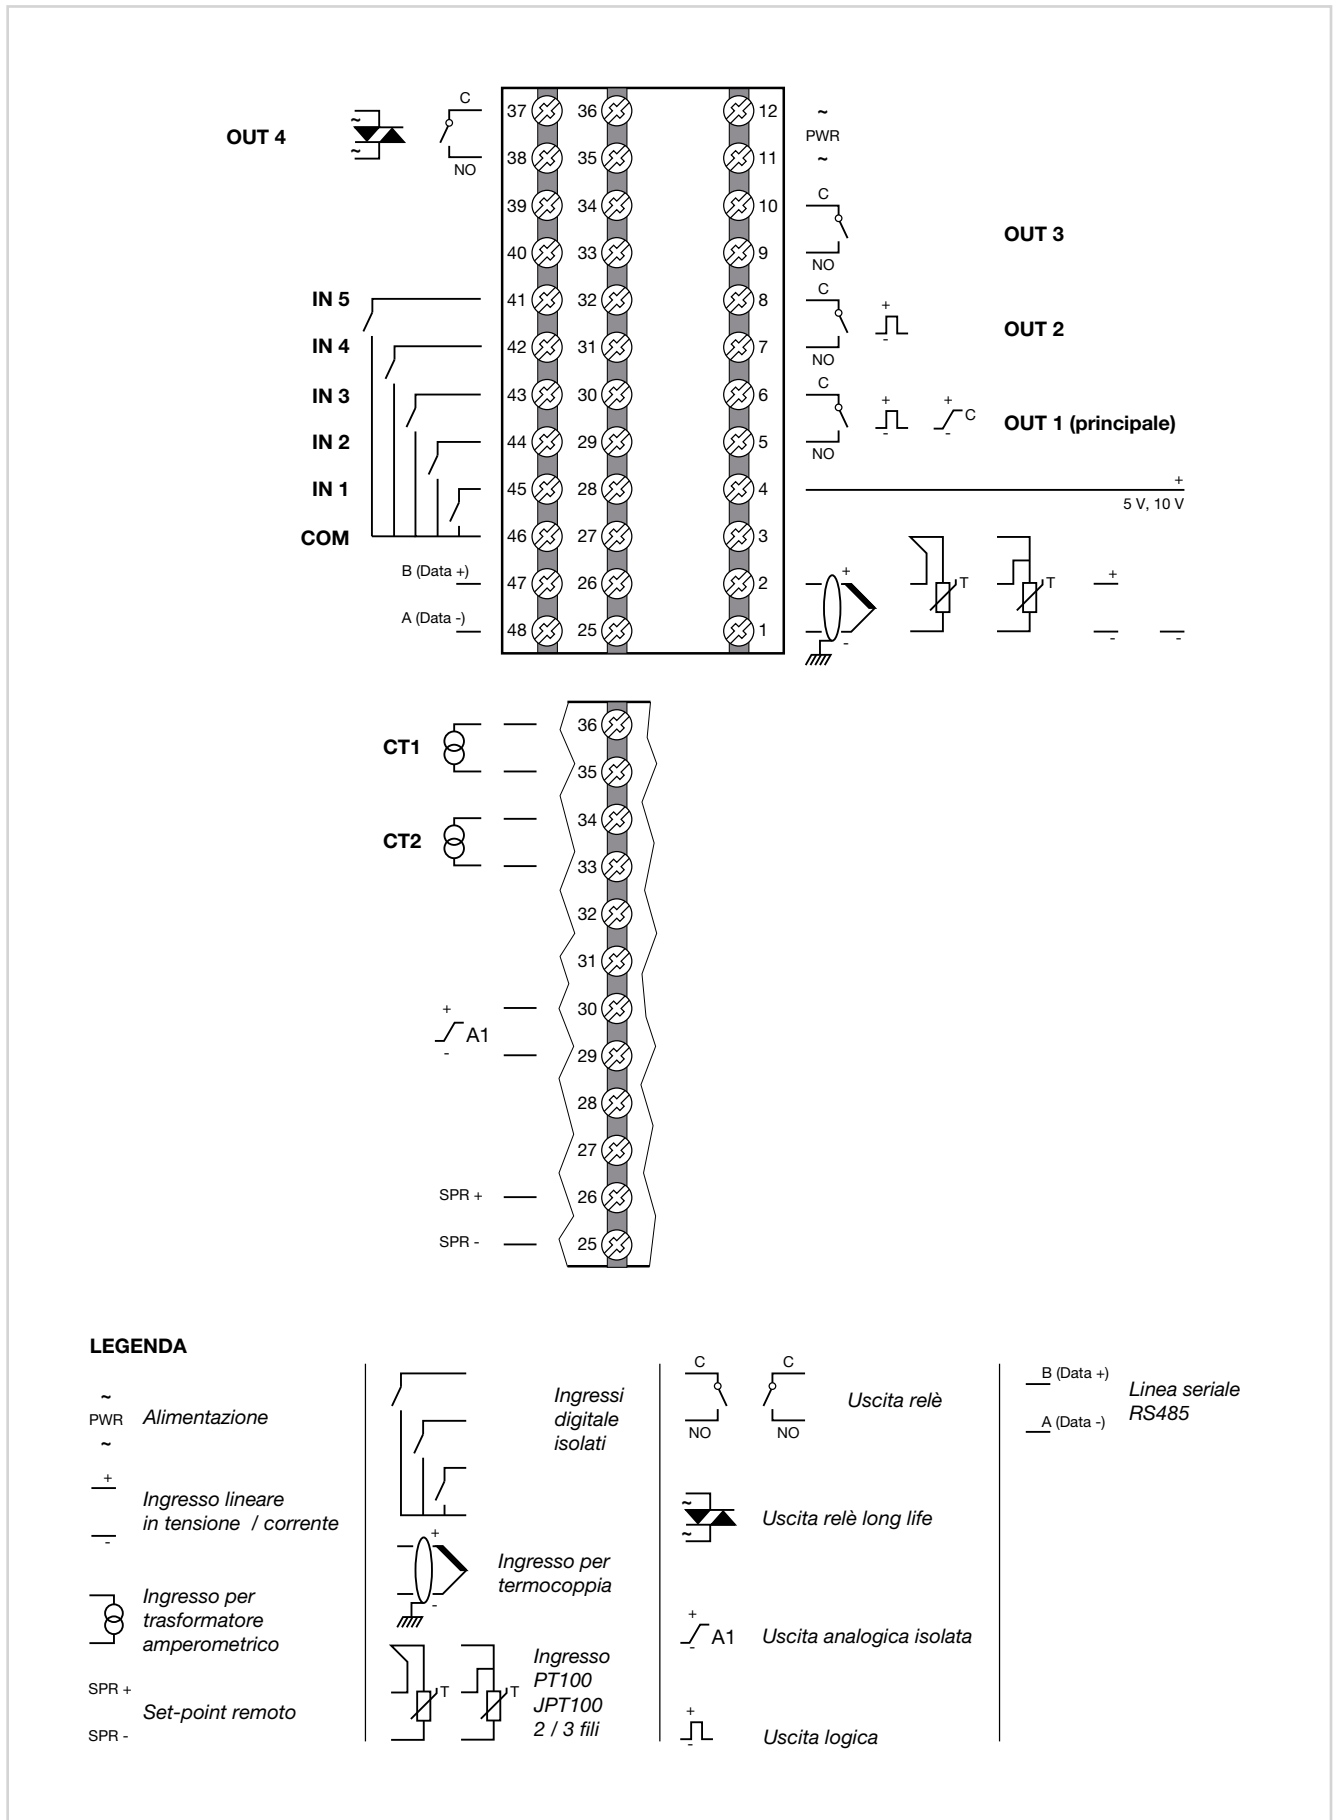 C
37 36 12 ~
OUT 4 ~ PWR
~ 38 35 11 ~
NO
C
39 34 10
OUT 3
40 33 9
NO
C
IN 5 41 32 8 +
OUT 2
-
IN 4 42 31 7
NO
C
IN 3 43 30 6 + +
C OUT 1 (principale)
- -
IN 2 44 29 5
NO
+
IN 1 45 28 4
5 V, 10 V
COM 46 27 3
B (Data +) + +
47 26 2 T T
A (Data -)
48 25 1 - - -
36
CT1
35
34
CT2
33
32
31
+ 30
A1
- 29
28
27
SPR + 26
SPR - 25
LEGENDA
~
PWR Alimentazione
~
+
Ingresso lineare
in tensione / corrente
-
Ingresso per
trasformatore
amperometrico
SPR +
Set-point remoto
SPR -
Ingressi
digitale
isolati
+
Ingresso per
termocoppia
-
Ingresso
PT100
T T JPT100
2 / 3 fili
C C
Uscita relè
NO NO
~
Uscita relè long life
~
+
A1 Uscita analogica isolata
-
+
-
Uscita logica
B (Data +)
Linea seriale
RS485
A (Data -)